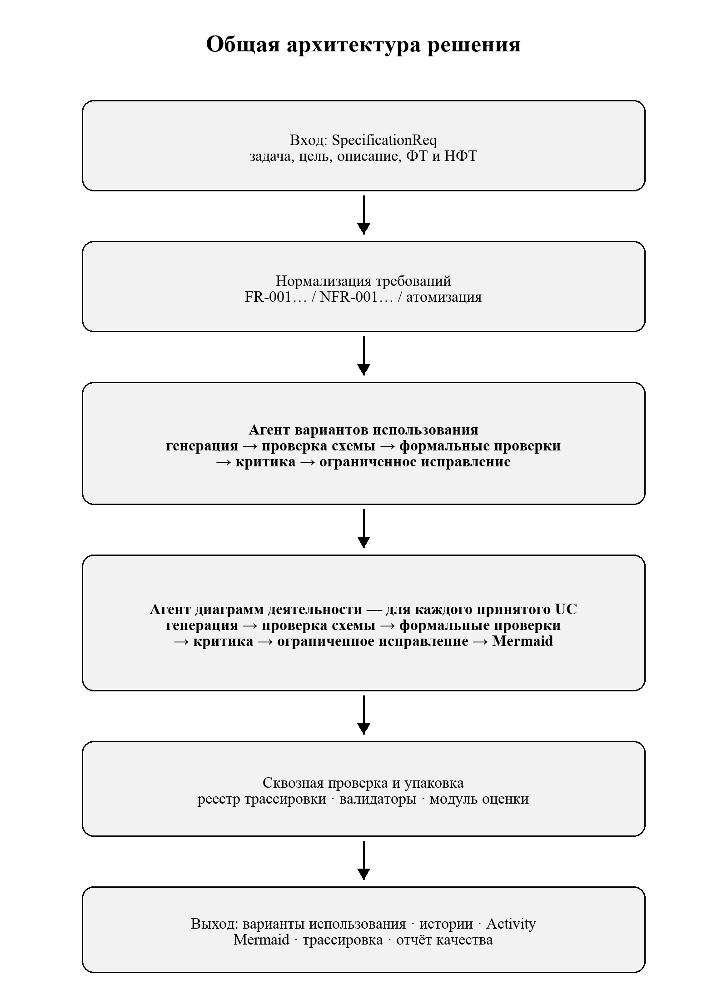 Общая архитектура решения
Вход: SpecificationReq
задача, цель, описание, ФТ и НФТ
Нормализация требований
FR-001… / NFR-001… / атомизация
Агент вариантов использования
генерация → проверка схемы → формальные проверки
→ критика → ограниченное исправление
Агент диаграмм деятельности — для каждого принятого UC
генерация → проверка схемы → формальные проверки
→ критика → ограниченное исправление → Mermaid
Сквозная проверка и упаковка
реестр трассировки · валидаторы · модуль оценки
Выход: варианты использования · истории · Activity
Mermaid · трассировка · отчёт качества